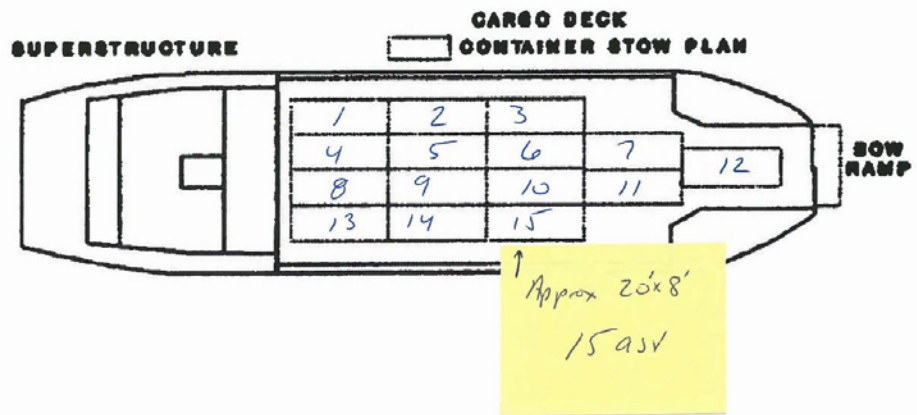 CARGO DECK
SUPERSTRUCTURE
CONTAINER STOW PLAN
1 2 3
4 5 6 7
12
BOW
RAMP
8 9 10 11
13 14 15
Approx 20'x8'
15 asv